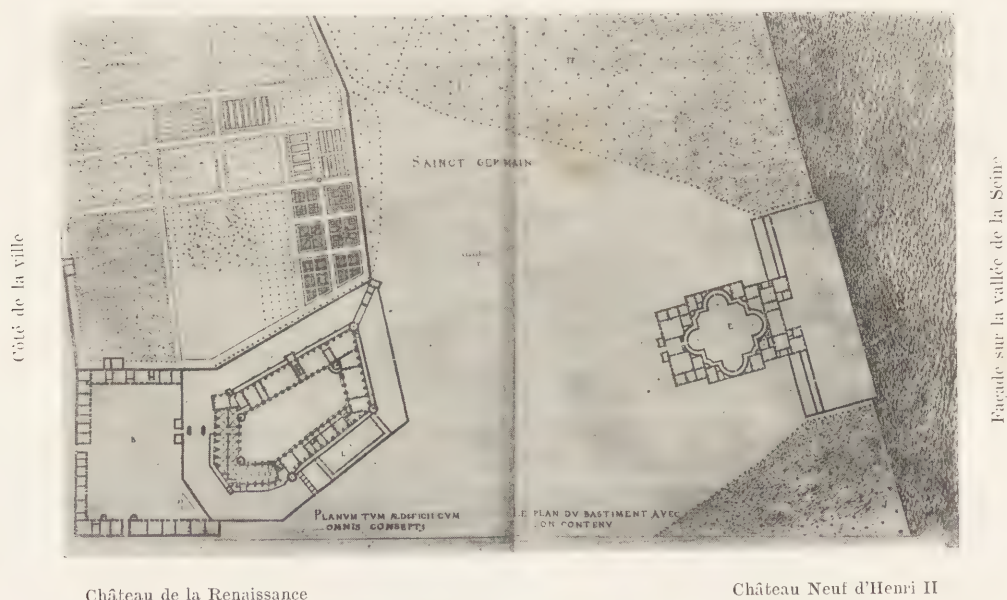 SAINCT GERMAIN
Côté de la ville
Façade sur la vallée de la Seine
E
B
C
PLANVM TVM ÆDIFICII CVM
OMNIS CONSEPTI
LE PLAN DV BASTIMENT AVEC
SON CONTENV
Château de la Renaissance
Château Neuf d'Henri II